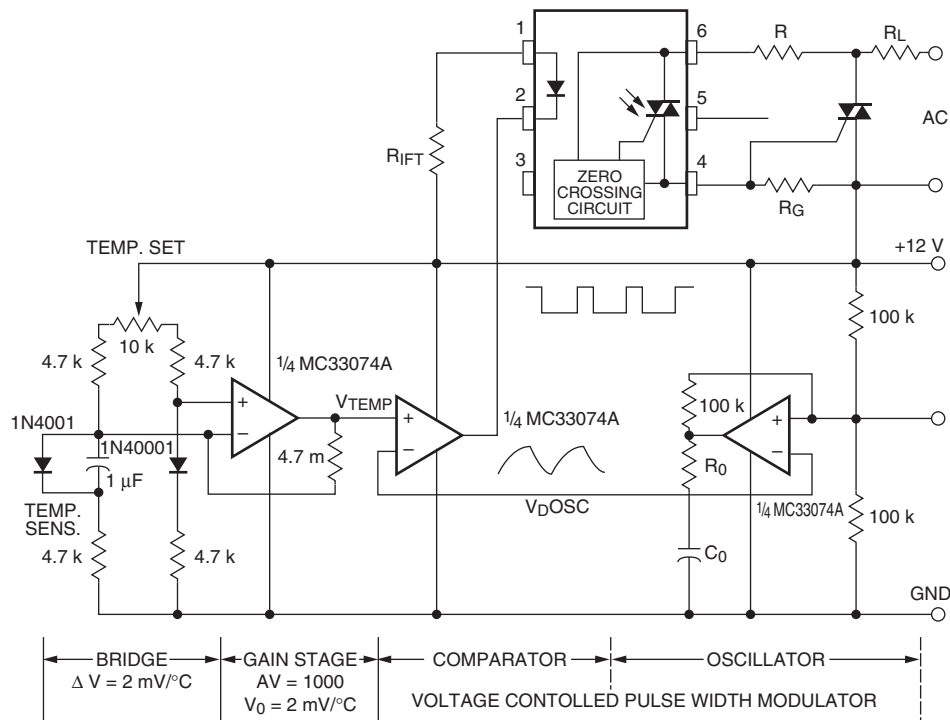 1
2
3
6
5
4
R
RL
AC
RG
RIFT
ZERO
CROSSING
CIRCUIT
TEMP. SET
+12 V
10 k
4.7 k
4.7 k
1/4 MC33074A
100 k
1N4001
1N40001
1 µF
TEMP.
SENS.
4.7 k
4.7 k
+
–
VTEMP
4.7 m
+
–
1/4 MC33074A
VDOSC
100 k
R0
C0
+
–
1/4 MC33074A
100 k
GND
BRIDGE
Δ V = 2 mV/°C
GAIN STAGE
AV = 1000
V0 = 2 mV/°C
COMPARATOR
OSCILLATOR
VOLTAGE CONTOLLED PULSE WIDTH MODULATOR